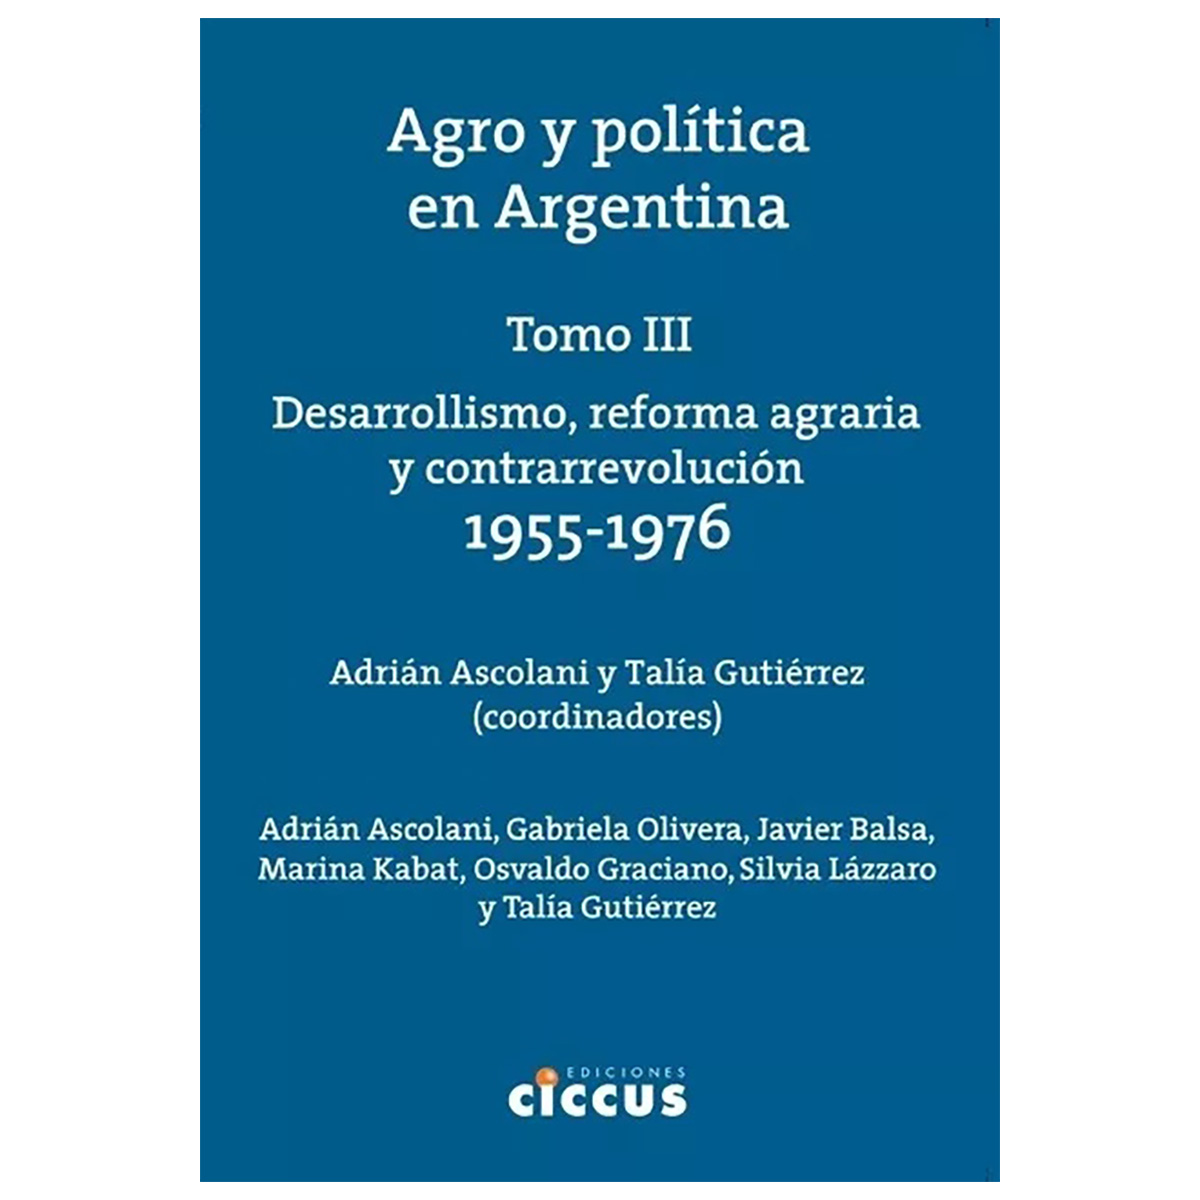 Agro y política
en Argentina
Tomo III
Desarrollismo, reforma agraria
y contrarrevolución
1955-1976
Adrián Ascolani y Talía Gutiérrez
(coordinadores)
Adrián Ascolani, Gabriela Olivera, Javier Balsa,
Marina Kabat, Osvaldo Graciano, Silvia Lázzaro
y Talía Gutiérrez
EDICIONES
ciccus